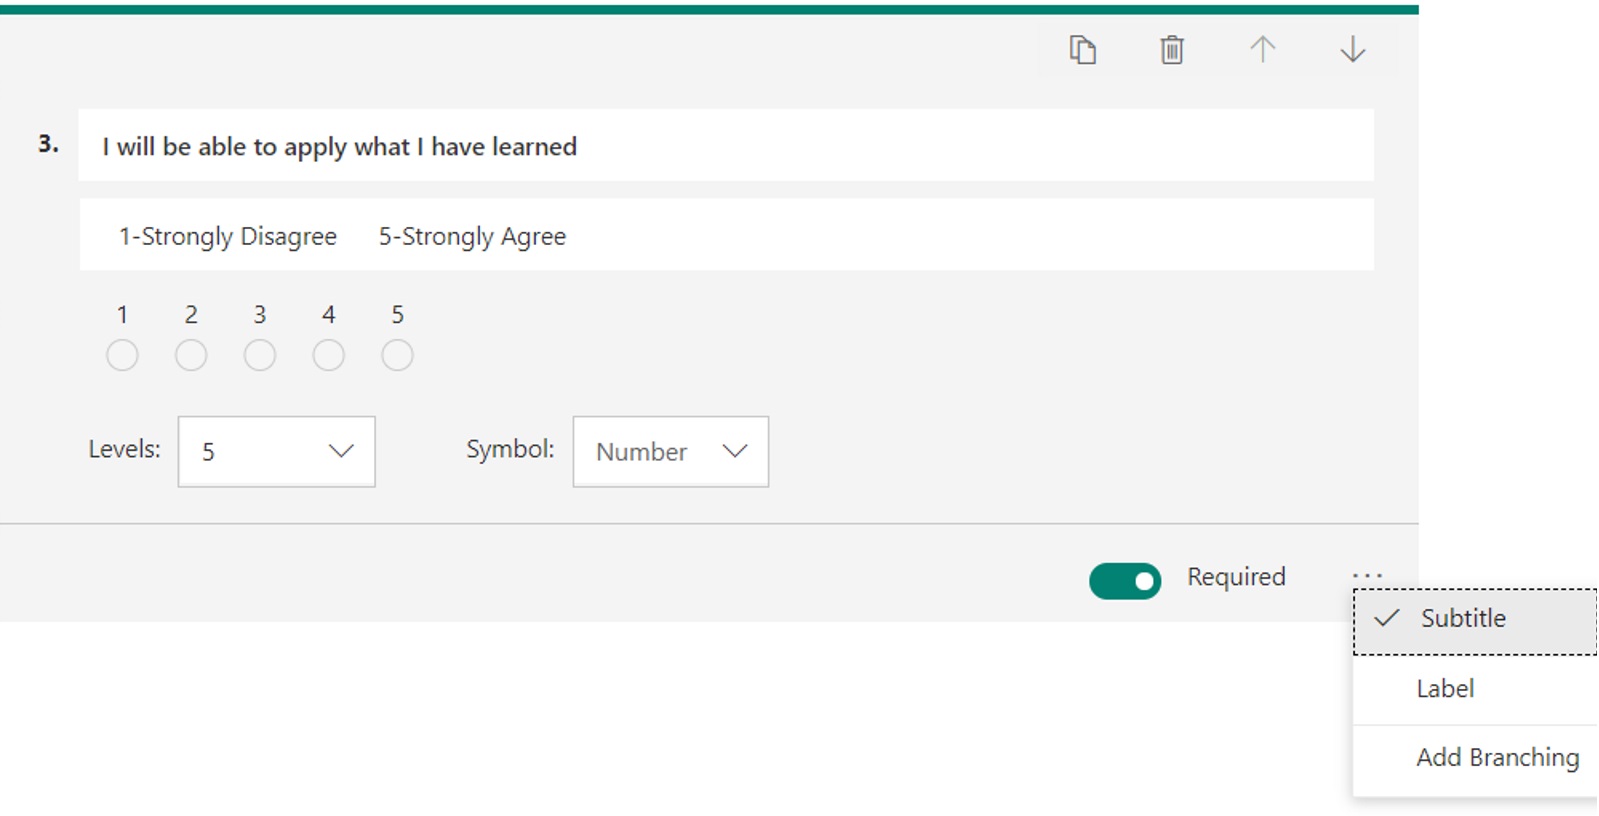 3. I will be able to apply what I have learned
1-Strongly Disagree 5-Strongly Agree
1 2 3 4 5
Levels: 5 Symbol: Number
Required ...
Subtitle
Label
Add Branching